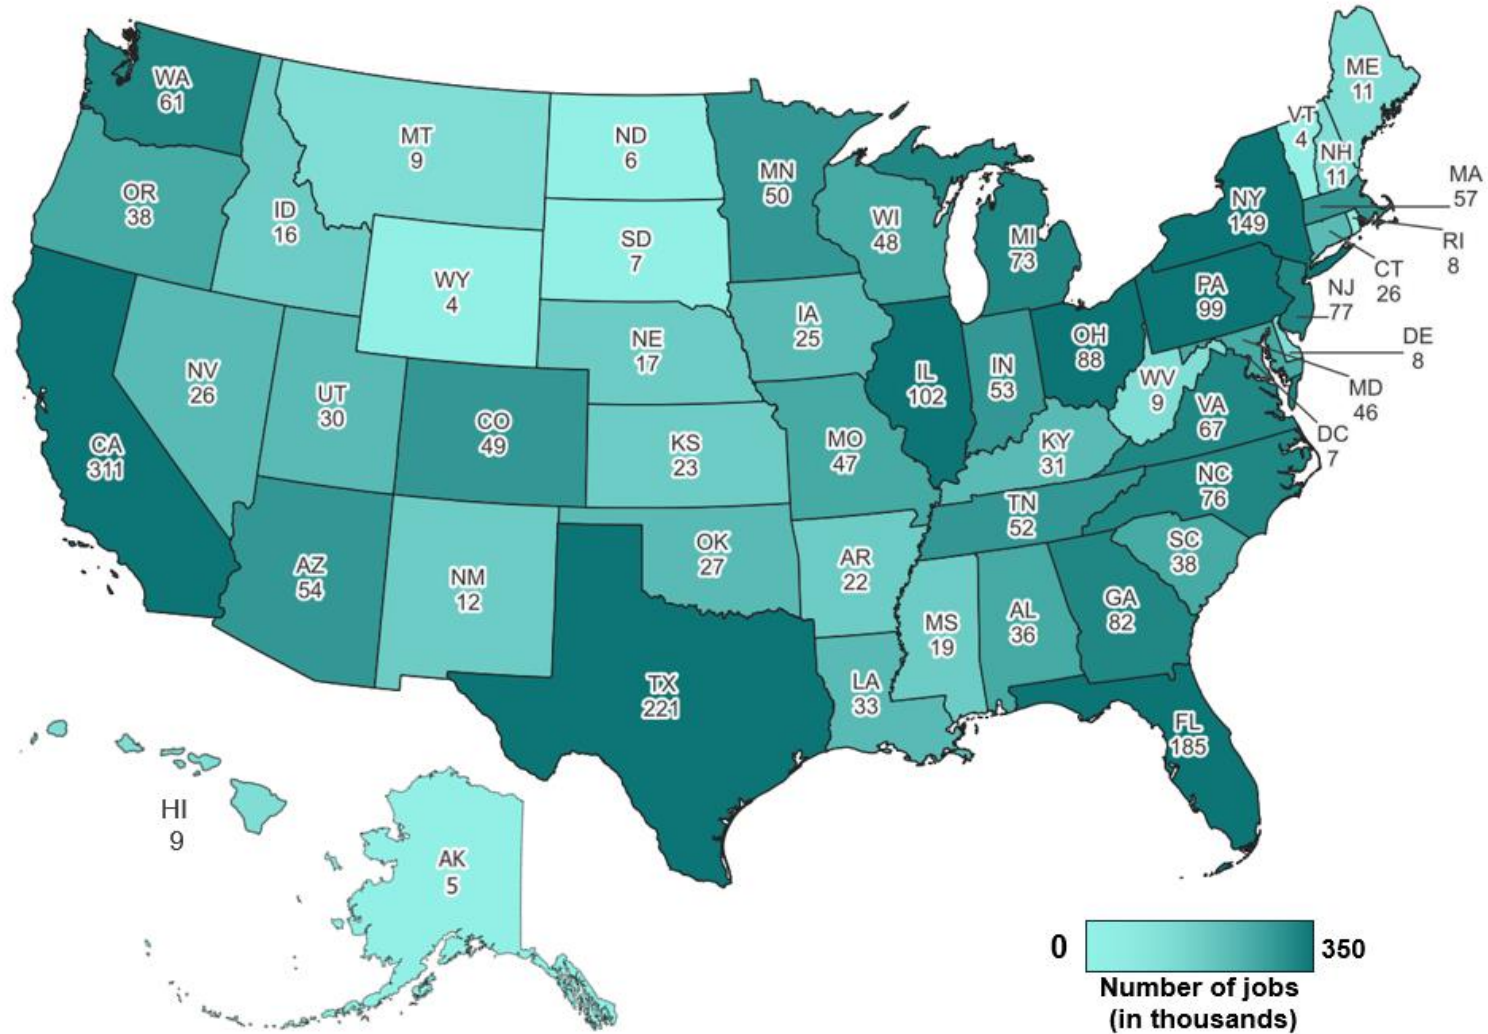 WA
61
OR
38
CA
311
NV
26
ID
16
MT
9
WY
4
UT
30
CO
49
AZ
54
NM
12
ND
6
SD
7
NE
17
KS
23
OK
27
TX
221
MN
50
IA
25
MO
47
AR
22
LA
33
WI
48
IL
102
MI
73
IN
53
OH
88
KY
31
TN
52
MS
19
AL
36
GA
82
FL
185
SC
38
NC
76
VA
67
WV
9
PA
99
NY
149
VT
4
NH
11
ME
11
MA
57
RI
8
CT
26
NJ
77
DE
8
MD
46
DC
7
HI
9
AK
5
0
350
Number of jobs
(in thousands)